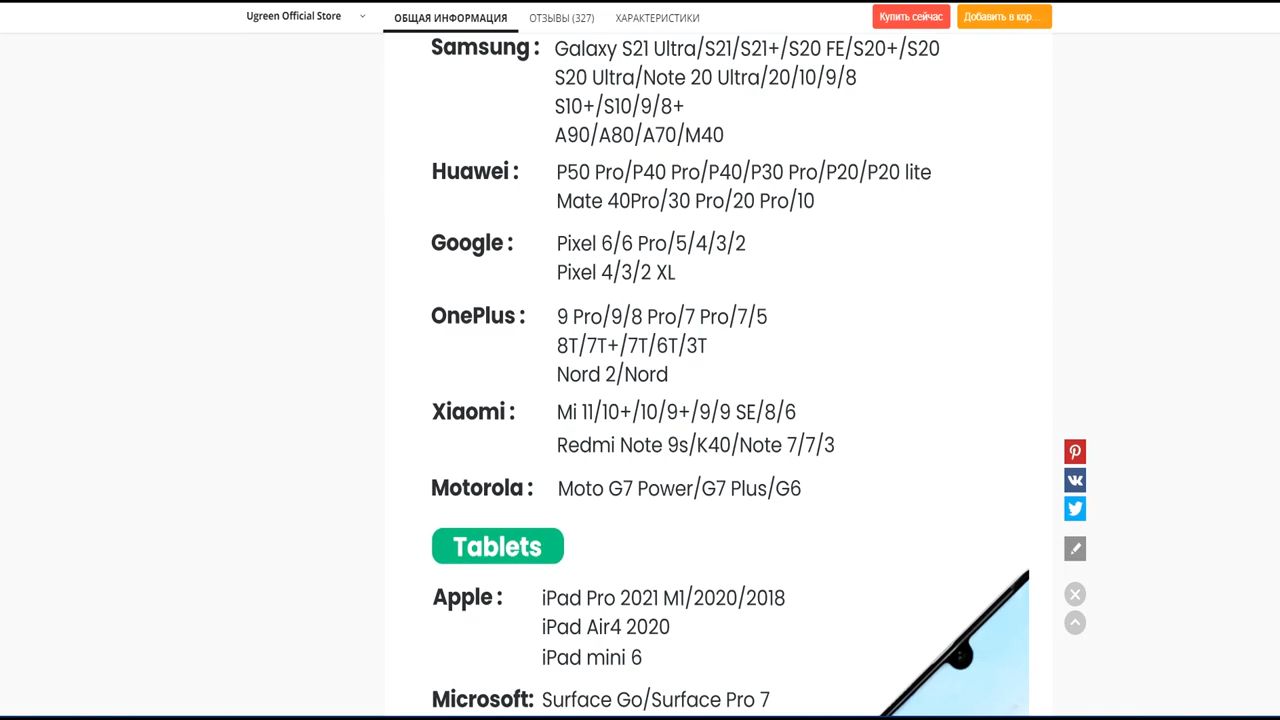 Ugreen Official Store
ОБЩАЯ ИНФОРМАЦИЯ
ОТЗЫВЫ (327)
ХАРАКТЕРИСТИКИ
Купить сейчас
Добавить в кор...
Samsung : Galaxy S21 Ultra/S21/S21+/S20 FE/S20+/S20
S20 Ultra/Note 20 Ultra/20/10/9/8
S10+/S10/9/8+
A90/A80/A70/M40
Huawei : P50 Pro/P40 Pro/P40/P30 Pro/P20/P20 lite
Mate 40Pro/30 Pro/20 Pro/10
Google : Pixel 6/6 Pro/5/4/3/2
Pixel 4/3/2 XL
OnePlus : 9 Pro/9/8 Pro/7 Pro/7/5
8T/7T+/7T/6T/3T
Nord 2/Nord
Xiaomi : Mi 11/10+/10/9+/9/9 SE/8/6
Redmi Note 9s/K40/Note 7/7/3
Motorola : Moto G7 Power/G7 Plus/G6
Tablets
Apple : iPad Pro 2021 M1/2020/2018
iPad Air4 2020
iPad mini 6
Microsoft: Surface Go/Surface Pro 7